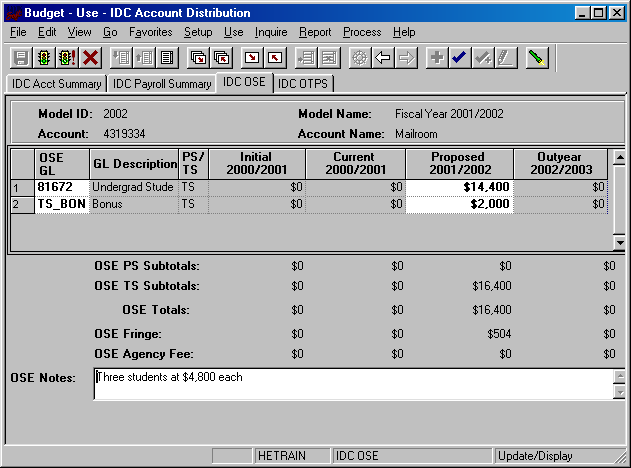 Budget - Use - IDC Account Distribution
File Edit View Go Favorites Setup Use Inquire Report Process Help
IDC Acct Summary IDC Payroll Summary IDC OSE IDC OTPS
Model ID: 2002 Model Name: Fiscal Year 2001/2002
Account: 4319334 Account Name: Mailroom
OSE GL Description PS/ Initial Current Proposed Outyear
GL TS 2000/2001 2000/2001 2001/2002 2002/2003
1 81672 Undergrad Stude TS $0 $0 $14,400 $0
2 TS_BON Bonus TS $0 $0 $2,000 $0
OSE PS Subtotals: $0 $0 $0 $0
OSE TS Subtotals: $0 $0 $16,400 $0
OSE Totals: $0 $0 $16,400 $0
OSE Fringe: $0 $0 $504 $0
OSE Agency Fee: $0 $0 $0 $0
OSE Notes: Three students at $4,800 each
HETRAIN IDC OSE Update/Display